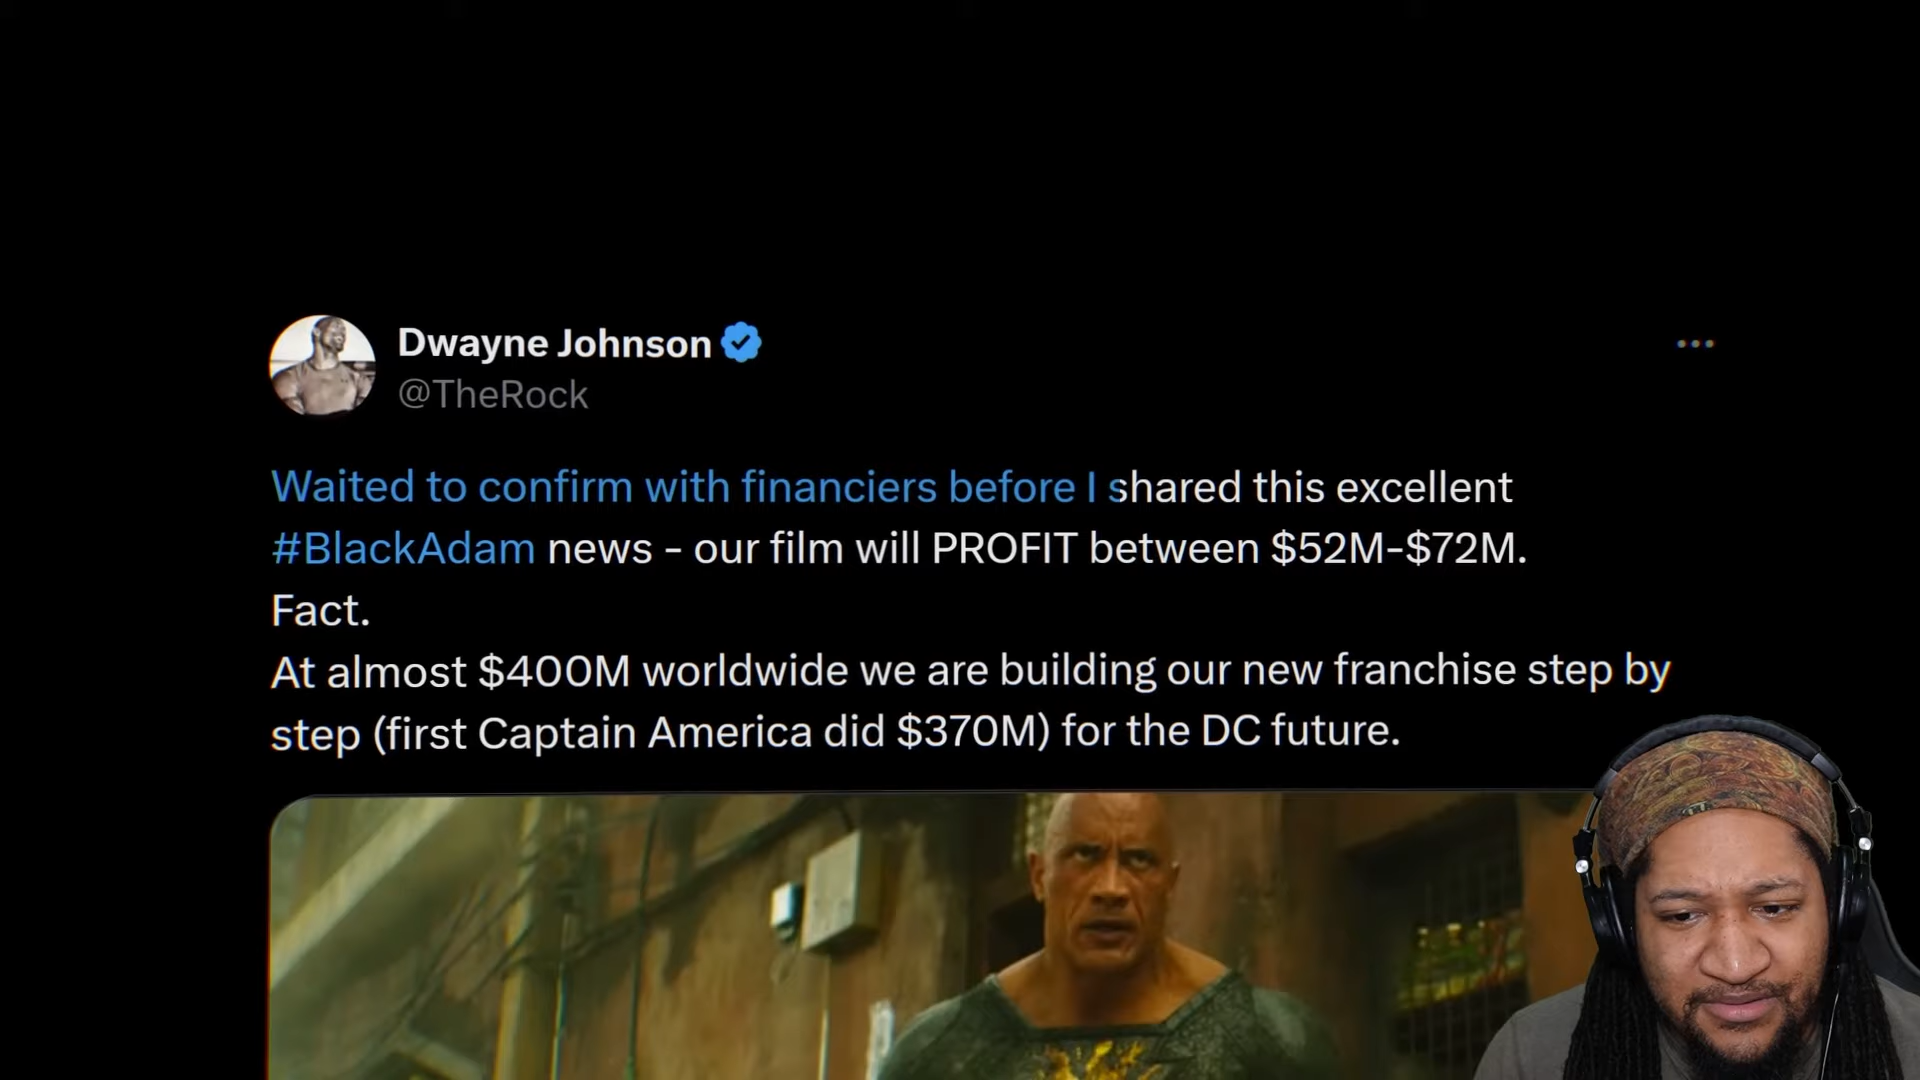 Dwayne Johnson
@TheRock
Waited to confirm with financiers before I shared this excellent
#BlackAdam news - our film will PROFIT between $52M-$72M.
Fact.
At almost $400M worldwide we are building our new franchise step by
step (first Captain America did $370M) for the DC future.